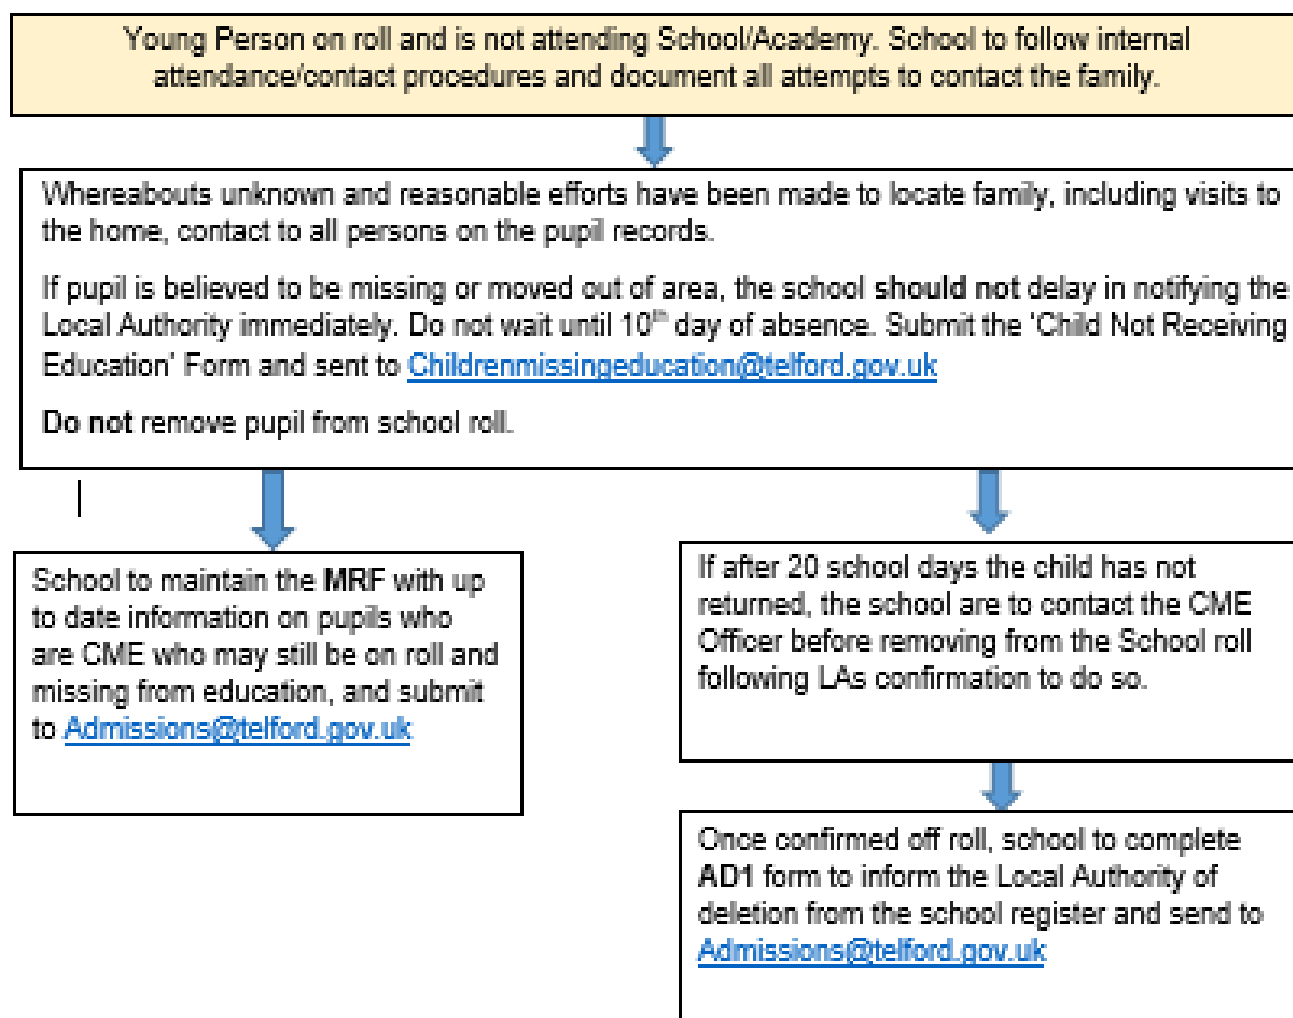 Young Person on roll and is not attending School/Academy. School to follow internal
attendance/contact procedures and document all attempts to contact the family.
Whereabouts unknown and reasonable efforts have been made to locate family, including visits to
the home, contact to all persons on the pupil records.
If pupil is believed to be missing or moved out of area, the school should not delay in notifying the
Local Authority immediately. Do not wait until 10th day of absence. Submit the ‘Child Not Receiving
Education’ Form and sent to Childrenmissingeducation@telford.gov.uk
Do not remove pupil from school roll.
School to maintain the MRF with up
to date information on pupils who
are CME who may still be on roll and
missing from education, and submit
to Admissions@telford.gov.uk
If after 20 school days the child has not
returned, the school are to contact the CME
Officer before removing from the School roll
following LAs confirmation to do so.
Once confirmed off roll, school to complete
AD1 form to inform the Local Authority of
deletion from the school register and send to
Admissions@telford.gov.uk